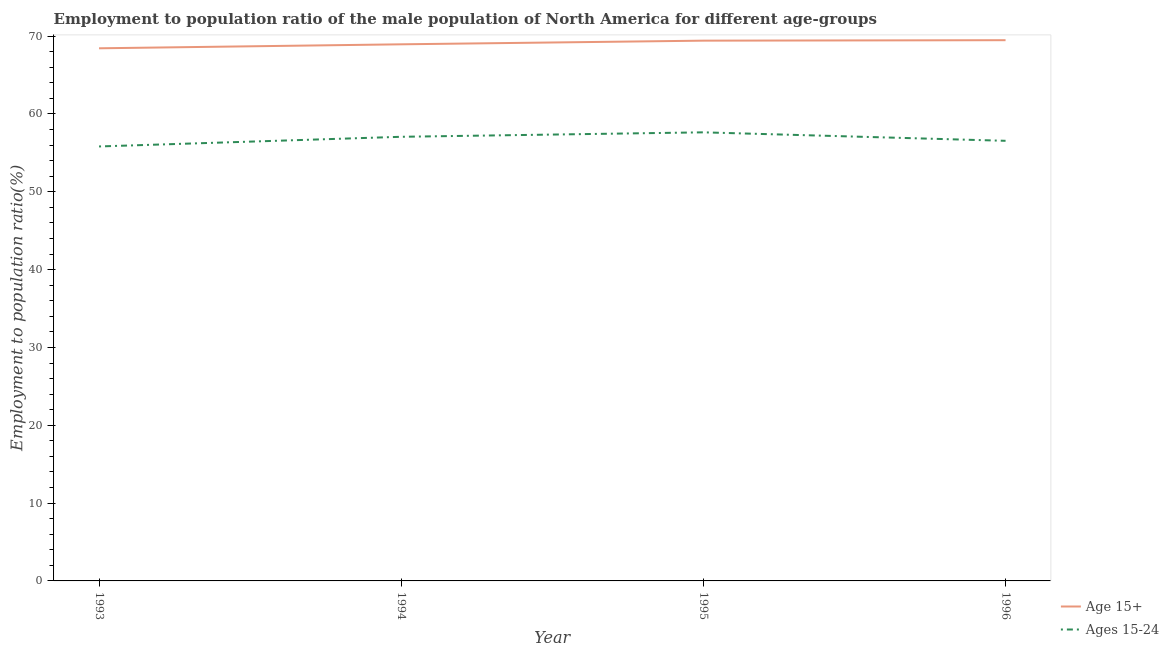 Employment to population ratio of the male population of North America for different age-groups
Employment to population ratio(%)
70
60
50
40
30
20
10
0
1993
1994
1995
1996
Year
Age 15+
Ages 15-24